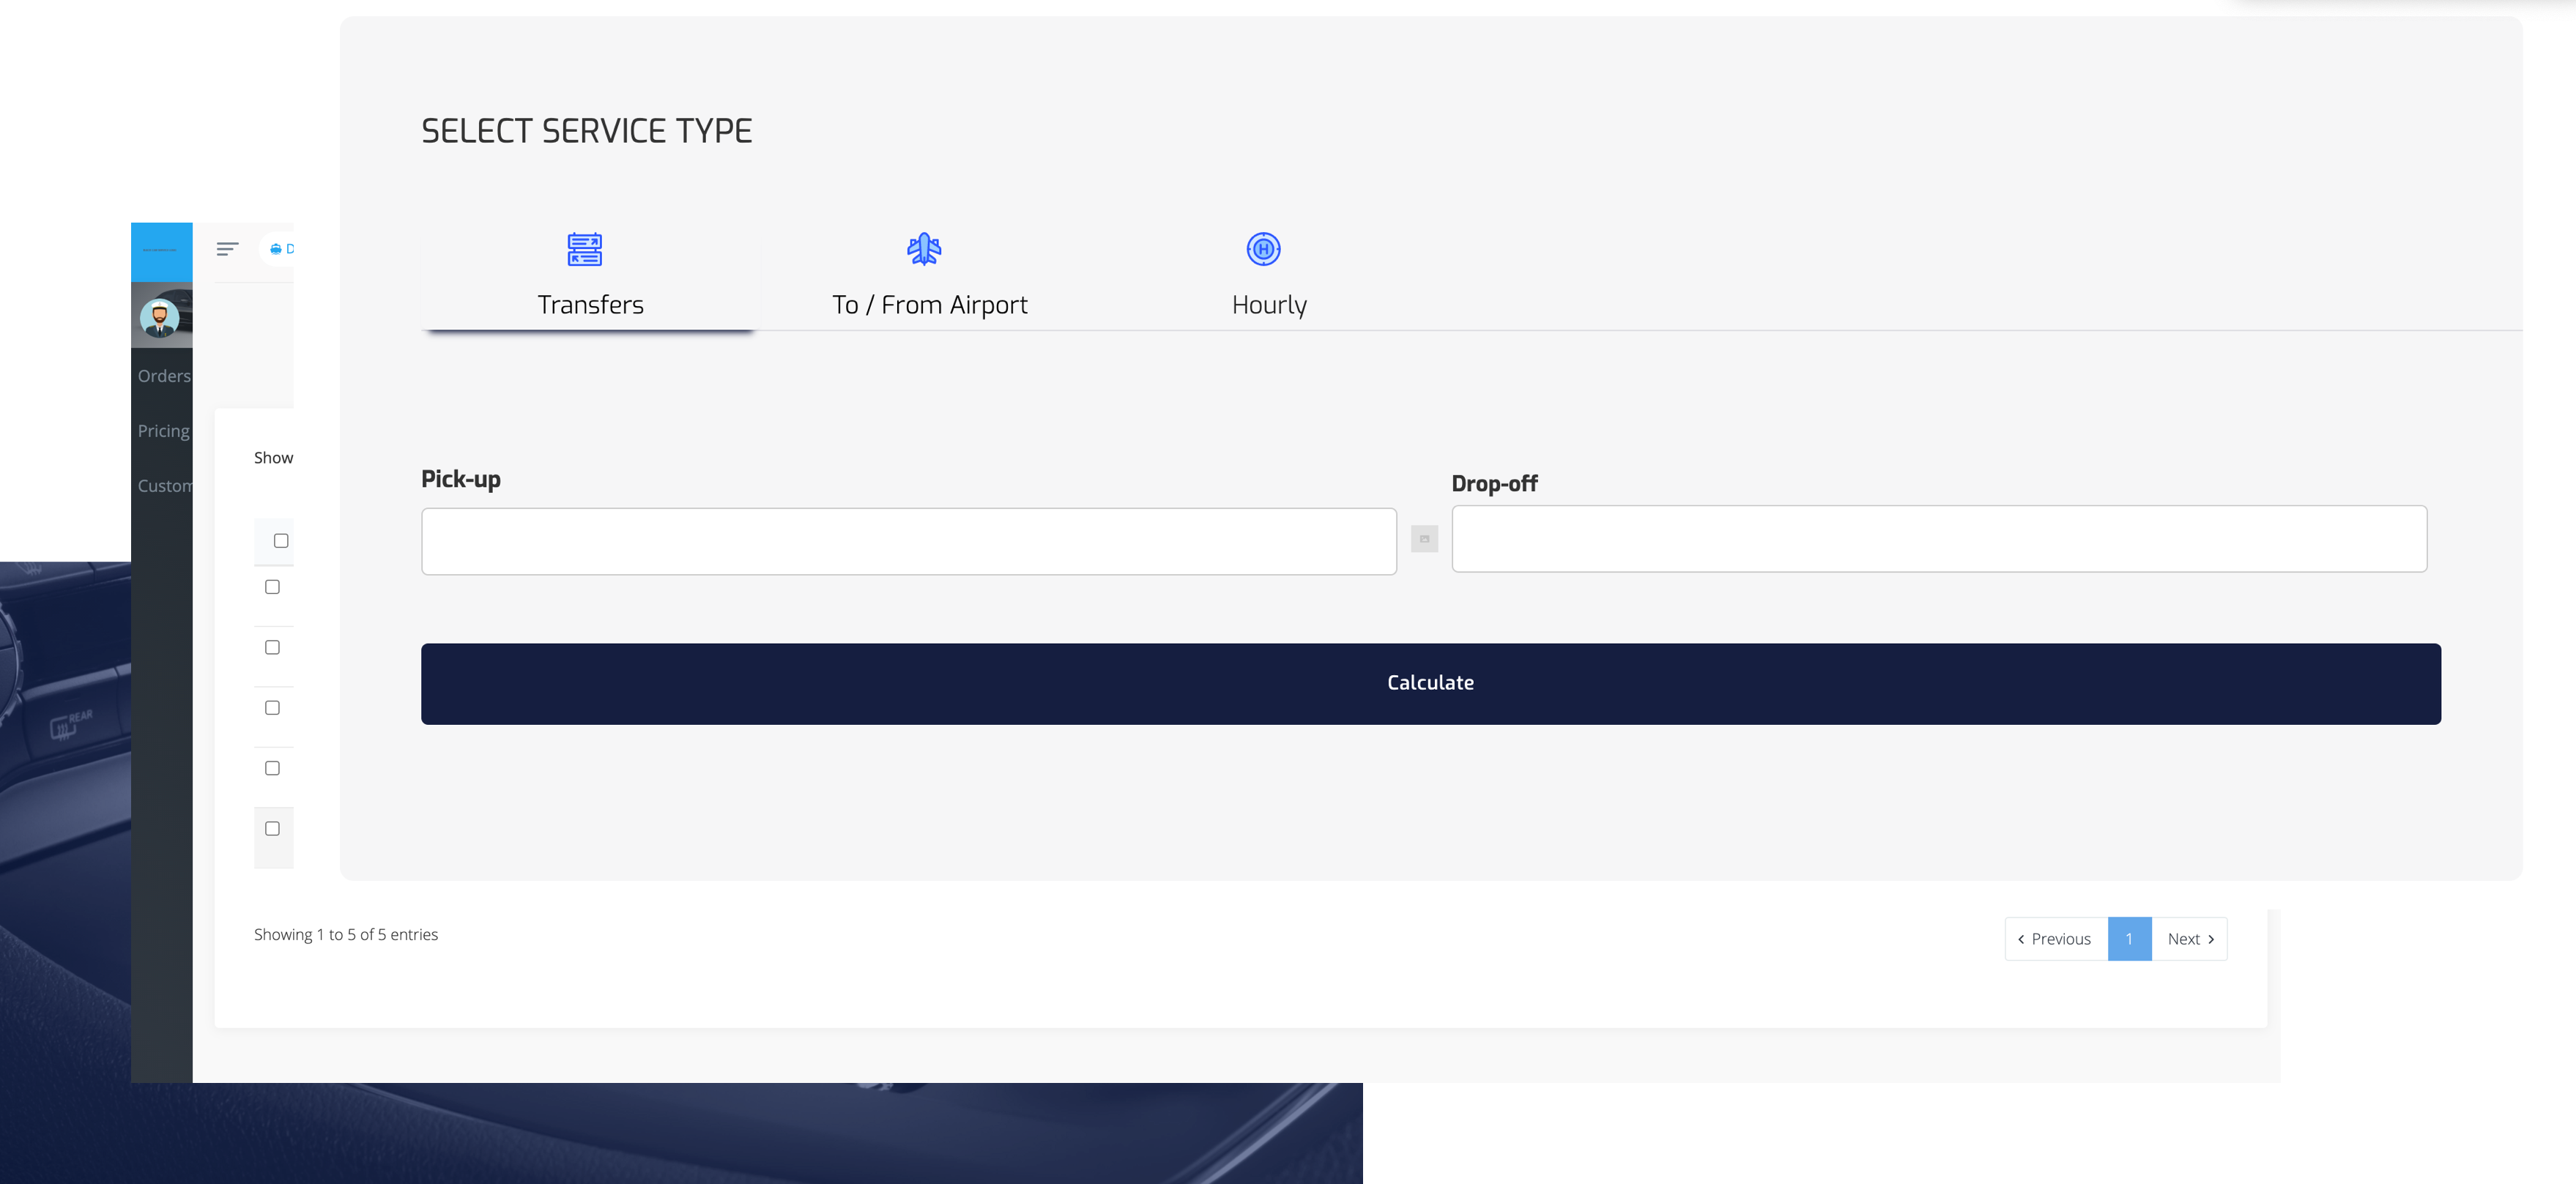 SELECT SERVICE TYPE
Transfers
To / From Airport
Hourly
D
Orders
Pricing
Show
Custom
Pick-up
Drop-off
Calculate
REAR
Showing 1 to 5 of 5 entries
Previous
1
Next